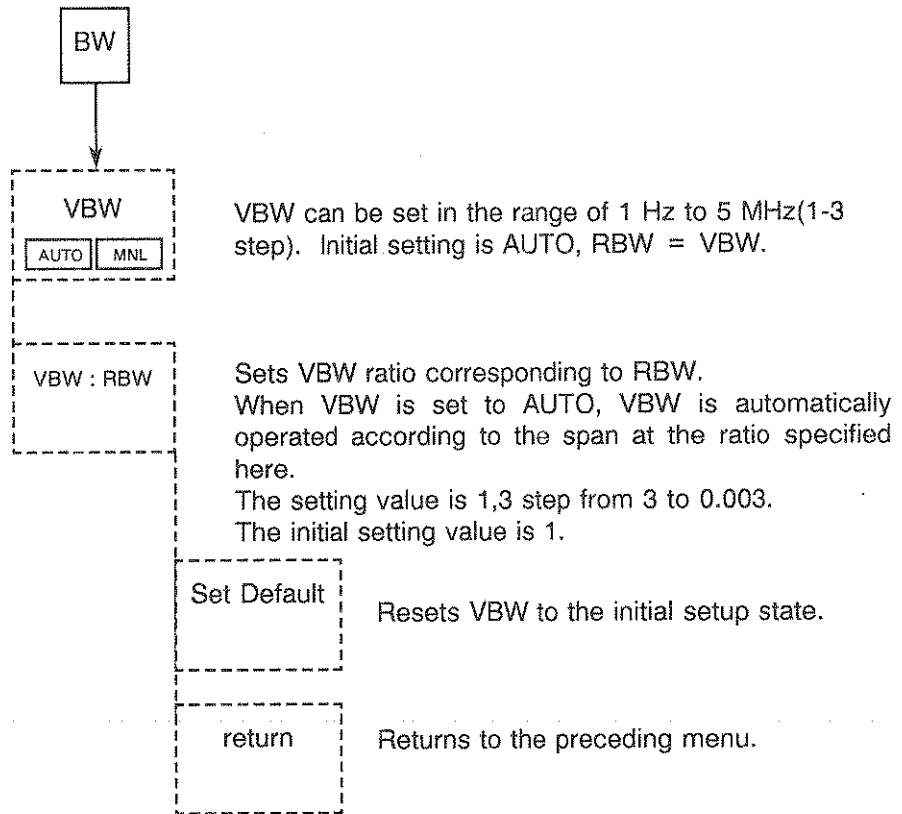 BW
VBW
AUTO MNL
VBW can be set in the range of 1 Hz to 5 MHz(1-3
step). Initial setting is AUTO, RBW = VBW.
VBW : RBW
Sets VBW ratio corresponding to RBW.
When VBW is set to AUTO, VBW is automatically
operated according to the span at the ratio specified
here.
The setting value is 1,3 step from 3 to 0.003.
The initial setting value is 1.
Set Default
Resets VBW to the initial setup state.
return
Returns to the preceding menu.